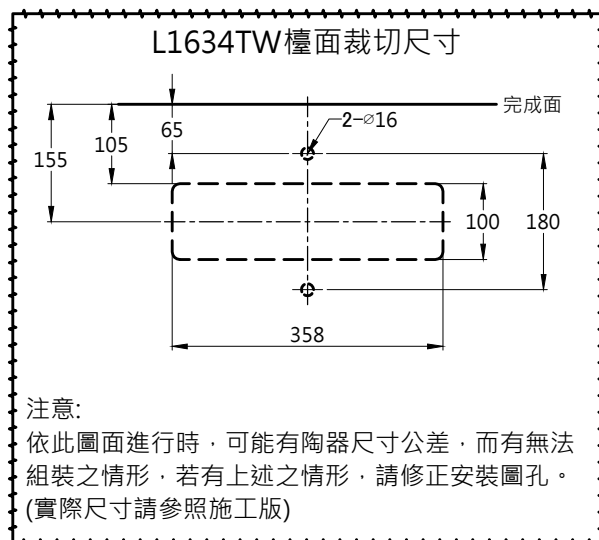 L1634TW檯面裁切尺寸
完成面
2-⌀16
65
105
155
100
180
358
注意:
依此圖面進行時，可能有陶器尺寸公差，而有無法
組裝之情形，若有上述之情形，請修正安裝圖孔。
(實際尺寸請參照施工版)